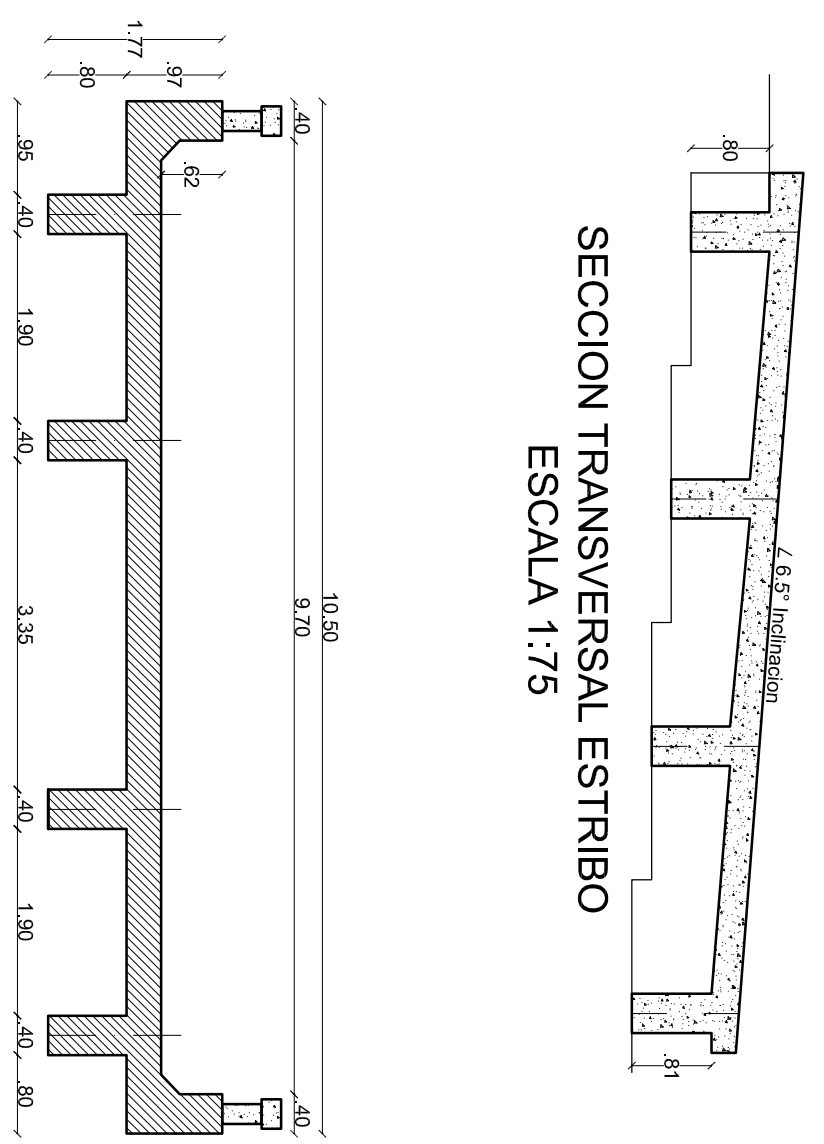 ∠ 6.5° Inclinacion
.80
.81
SECCION TRANSVERSAL ESTRIBO
ESCALA 1:75
10.50
.40 9.70 .40
.62
.97
1.77
.80
.95 .40 1.90 .40 3.35 .40 1.90 .40 .80